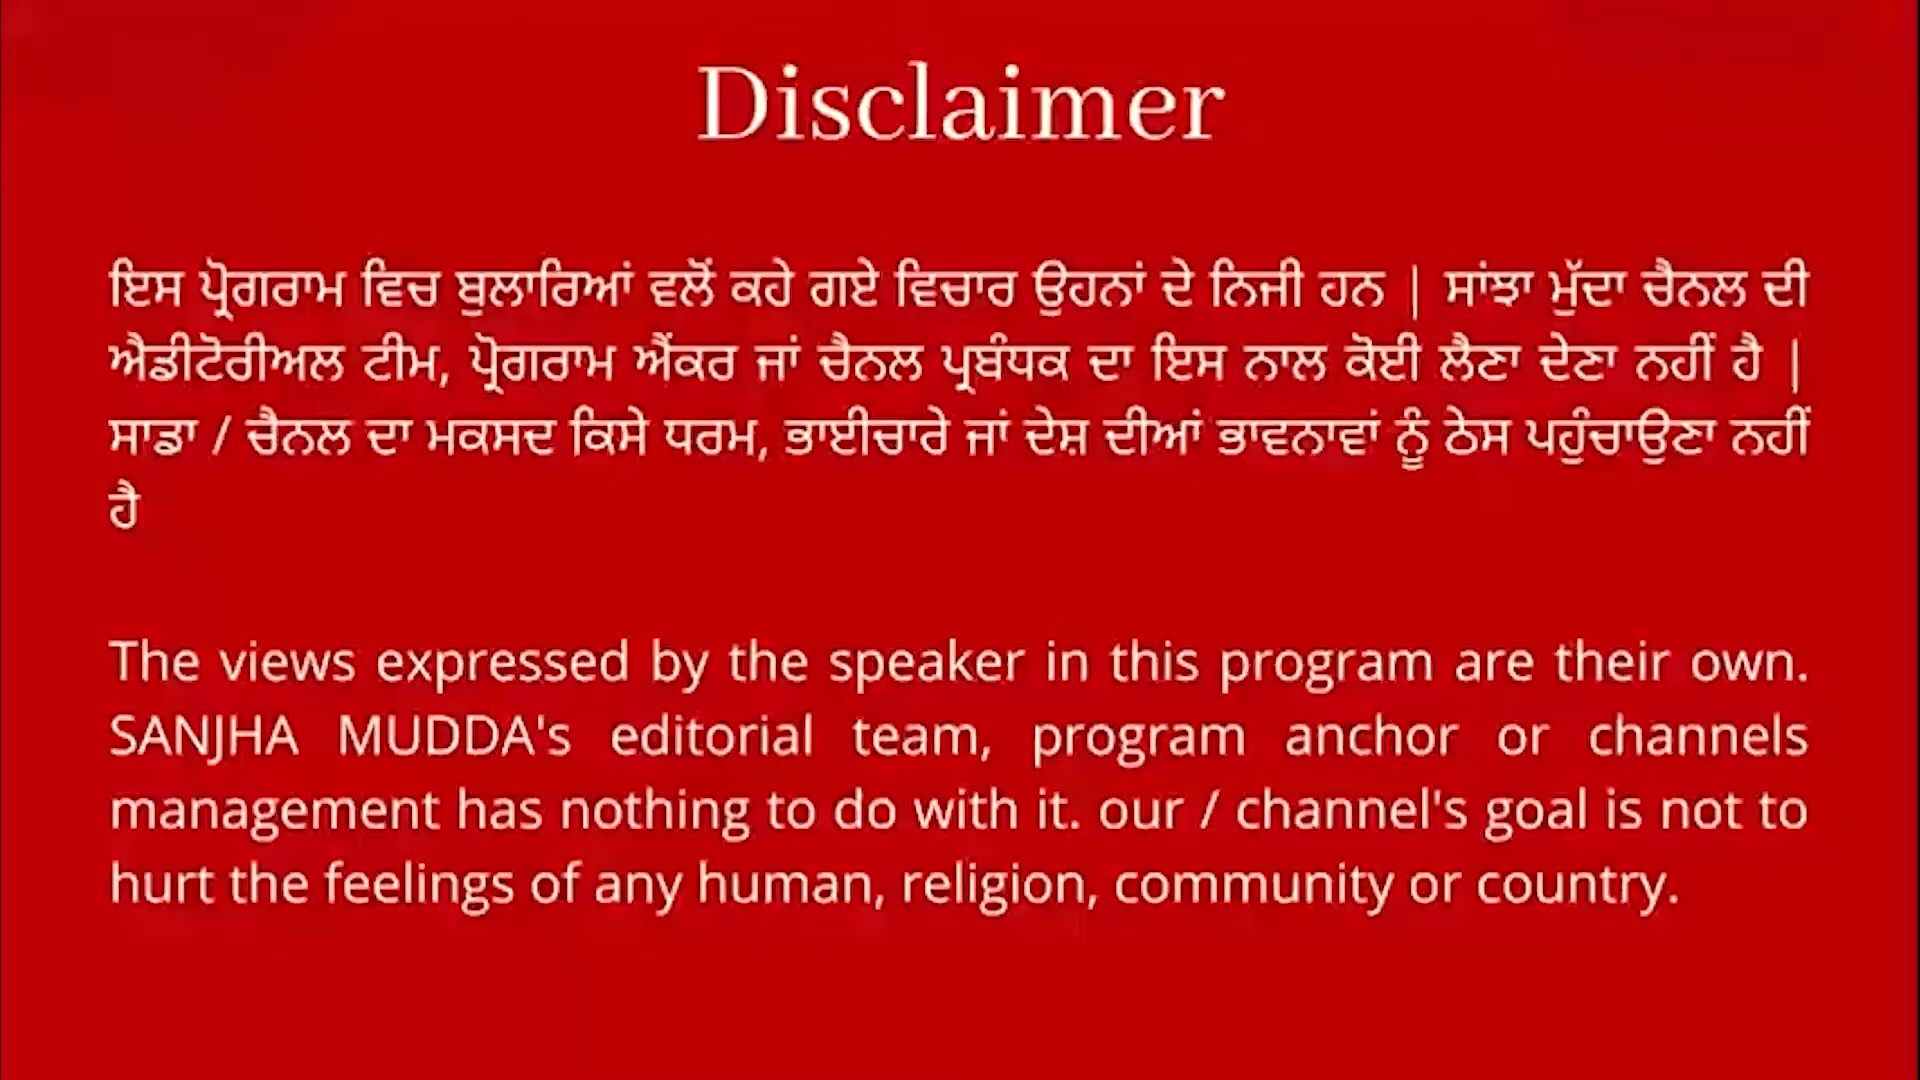 Disclaimer
ਇਸ ਪ੍ਰੋਗਰਾਮ ਵਿਚ ਬੁਲਾਰਿਆਂ ਵਲੋਂ ਕਹੇ ਗਏ ਵਿਚਾਰ ਉਹਨਾਂ ਦੇ ਨਿਜੀ ਹਨ | ਸਾਂਝਾ ਮੁੱਦਾ ਚੈਨਲ ਦੀ
ਐਡੀਟੋਰੀਅਲ ਟੀਮ, ਪ੍ਰੋਗਰਾਮ ਐਂਕਰ ਜਾਂ ਚੈਨਲ ਪ੍ਰਬੰਧਕ ਦਾ ਇਸ ਨਾਲ ਕੋਈ ਲੈਣਾ ਦੇਣਾ ਨਹੀਂ ਹੈ |
ਸਾਡਾ / ਚੈਨਲ ਦਾ ਮਕਸਦ ਕਿਸੇ ਧਰਮ, ਭਾਈਚਾਰੇ ਜਾਂ ਦੇਸ਼ ਦੀਆਂ ਭਾਵਨਾਵਾਂ ਨੂੰ ਠੇਸ ਪਹੁੰਚਾਉਣਾ ਨਹੀਂ
ਹੈ
The views expressed by the speaker in this program are their own.
SANJHA MUDDA's editorial team, program anchor or channels
management has nothing to do with it. our / channel's goal is not to
hurt the feelings of any human, religion, community or country.